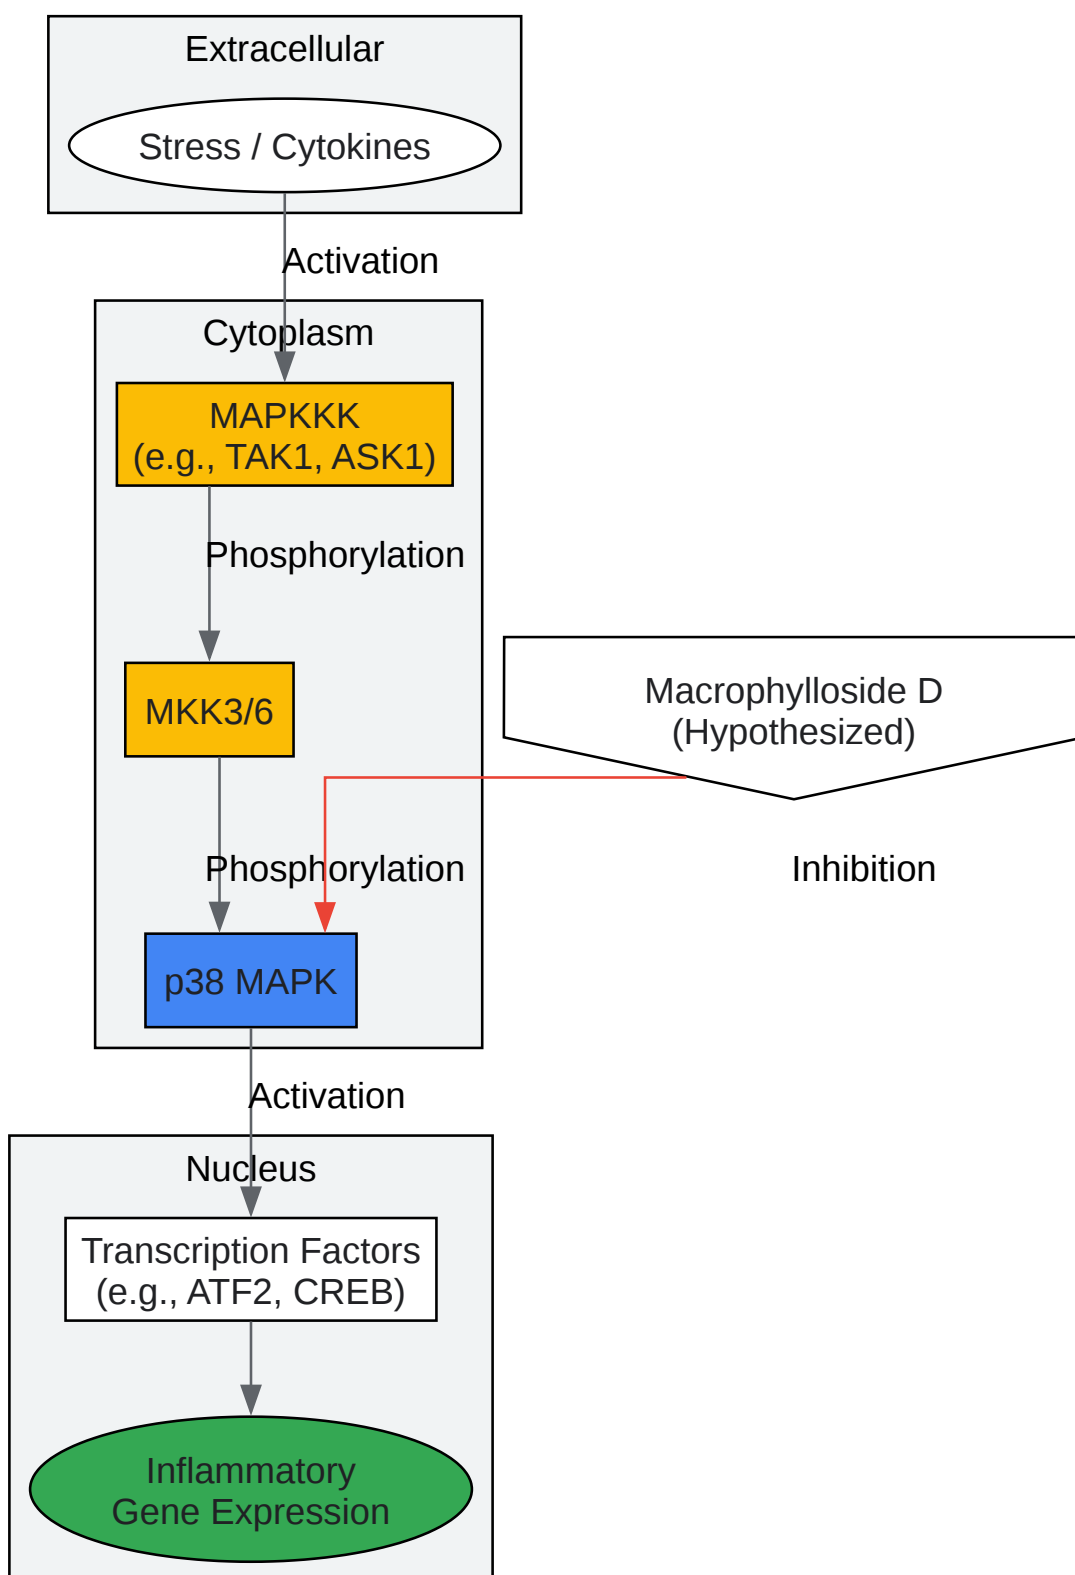 Extracellular
Stress / Cytokines
Activation
Cytoplasm
MAPKKK
(e.g., TAK1, ASK1)
Phosphorylation
MKK3/6
Macrophylloside D
(Hypothesized)
Phosphorylation
Inhibition
p38 MAPK
Activation
Nucleus
Transcription Factors
(e.g., ATF2, CREB)
Inflammatory
Gene Expression